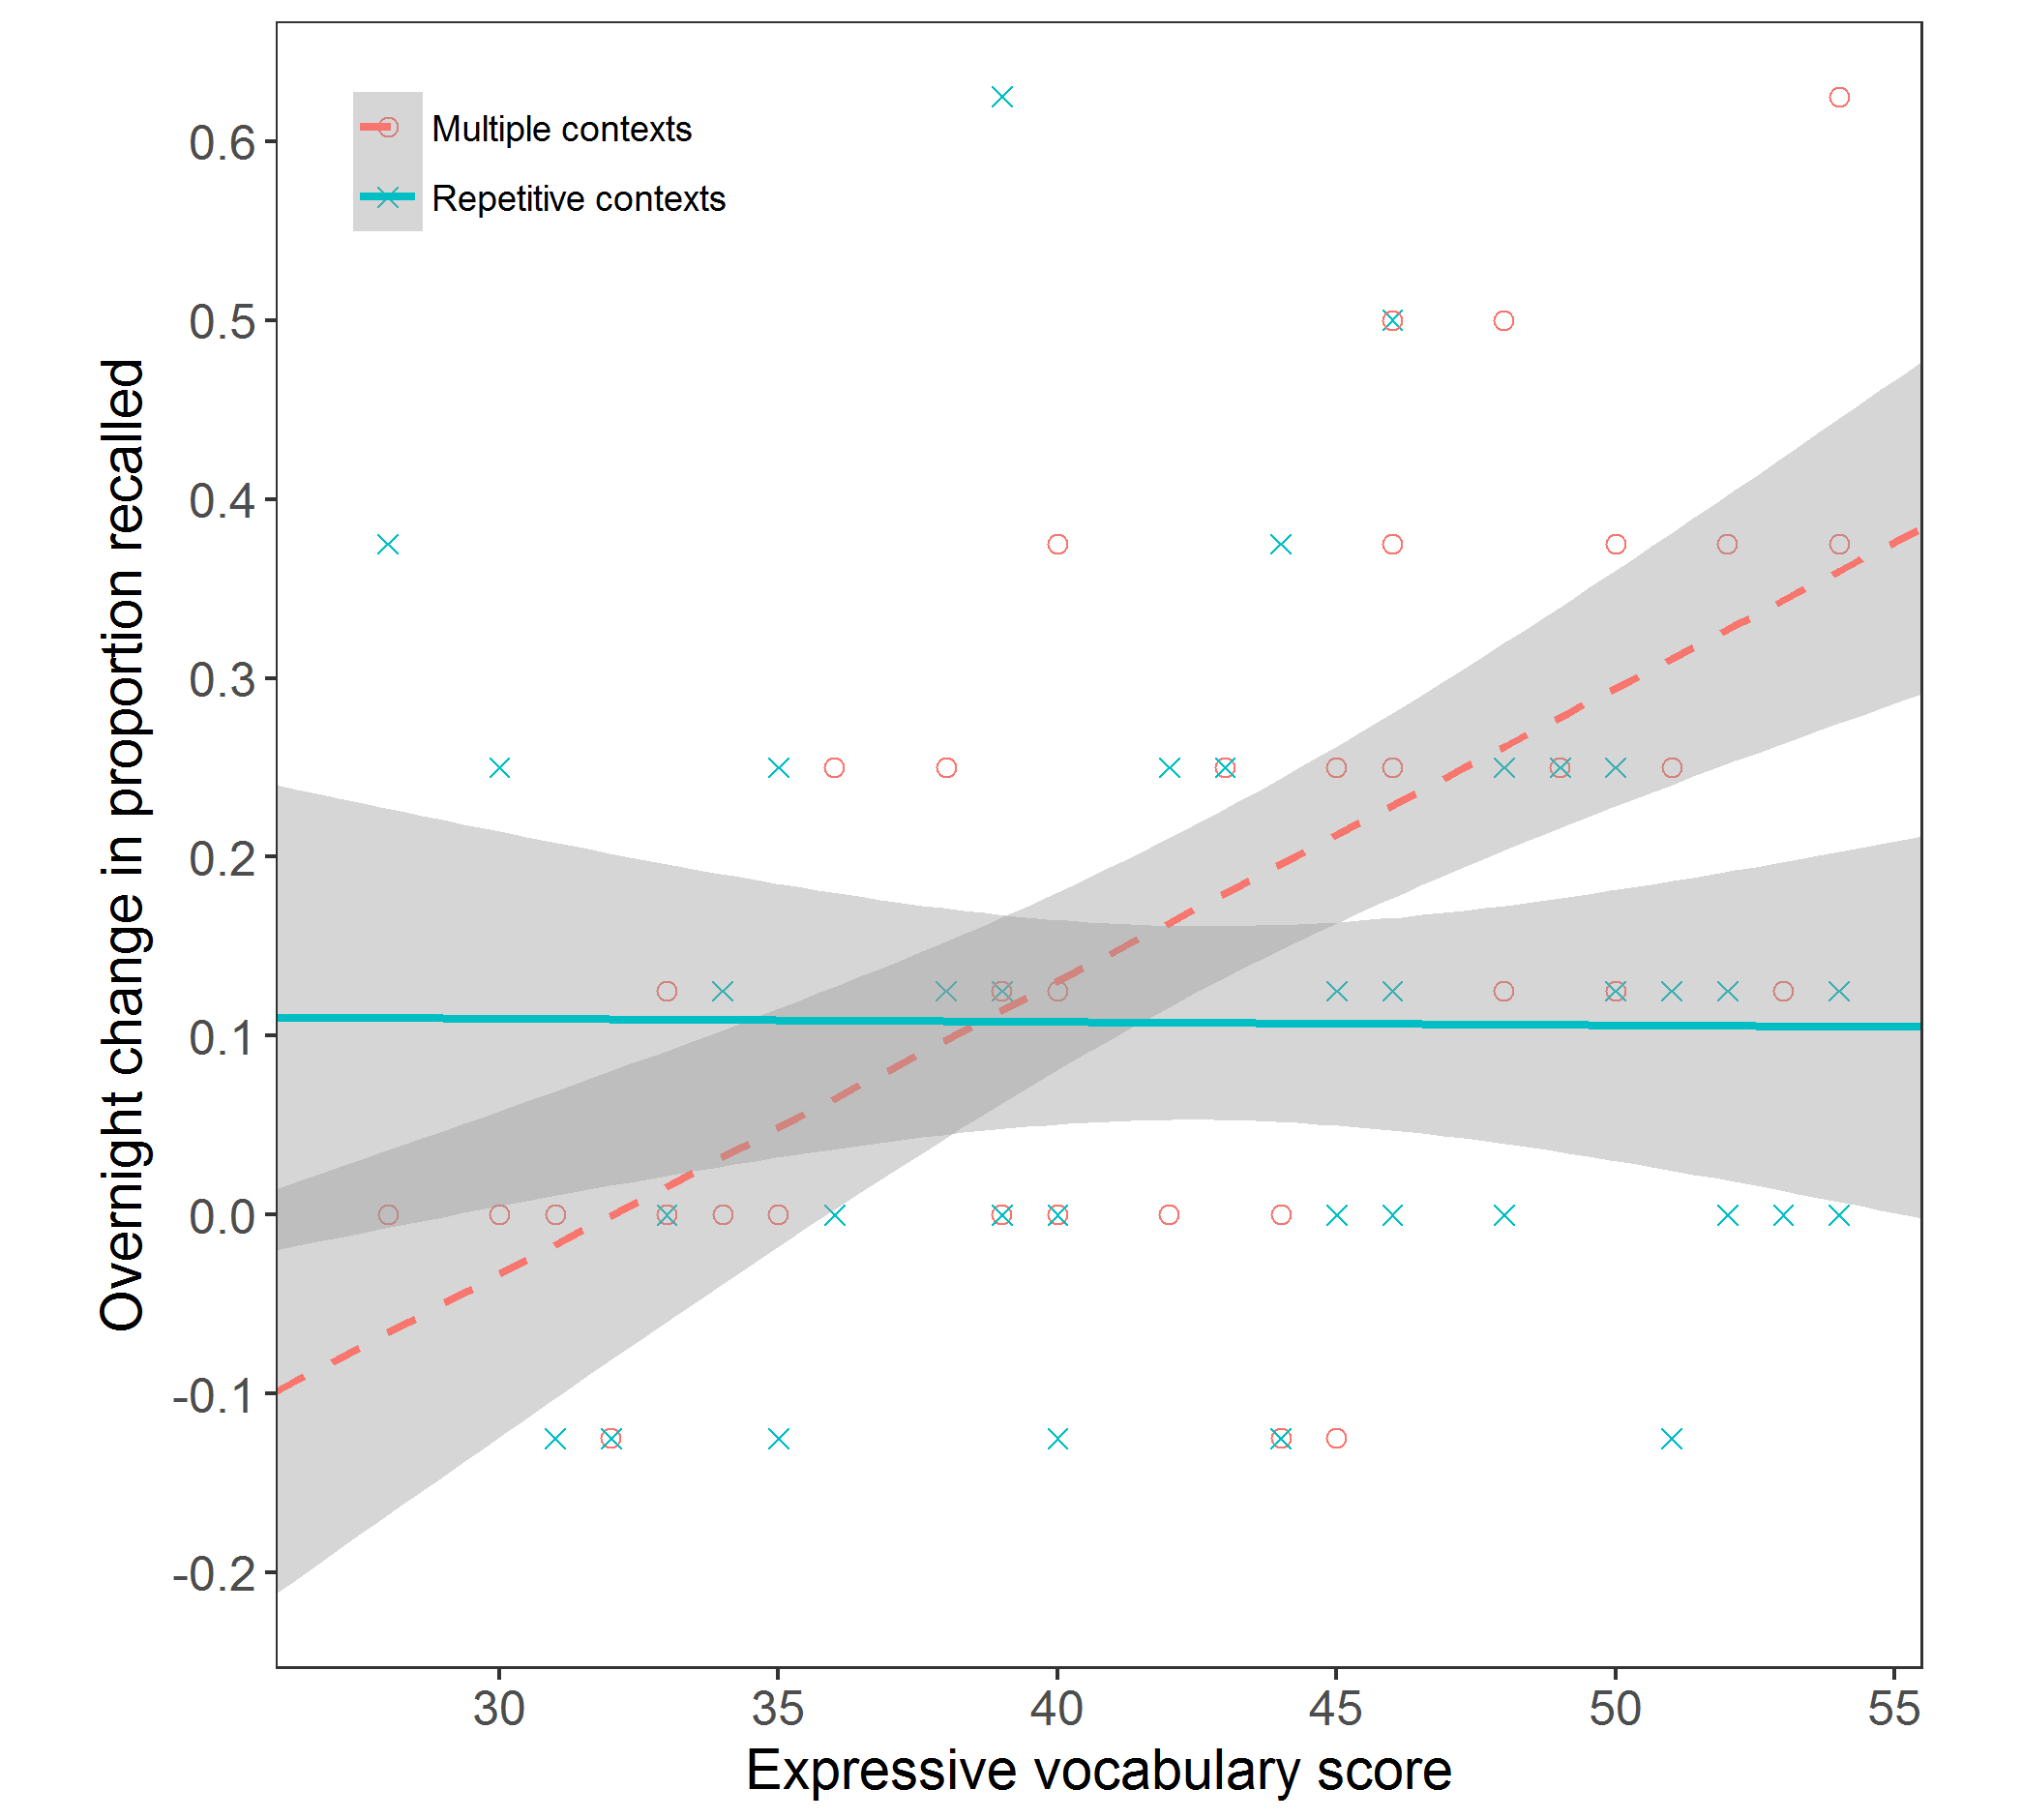 Multiple contexts
Repetitive contexts
Overnight change in proportion recalled
0.6
0.5
0.4
0.3
0.2
0.1
0.0
-0.1
-0.2
30 35 40 45 50 55
Expressive vocabulary score